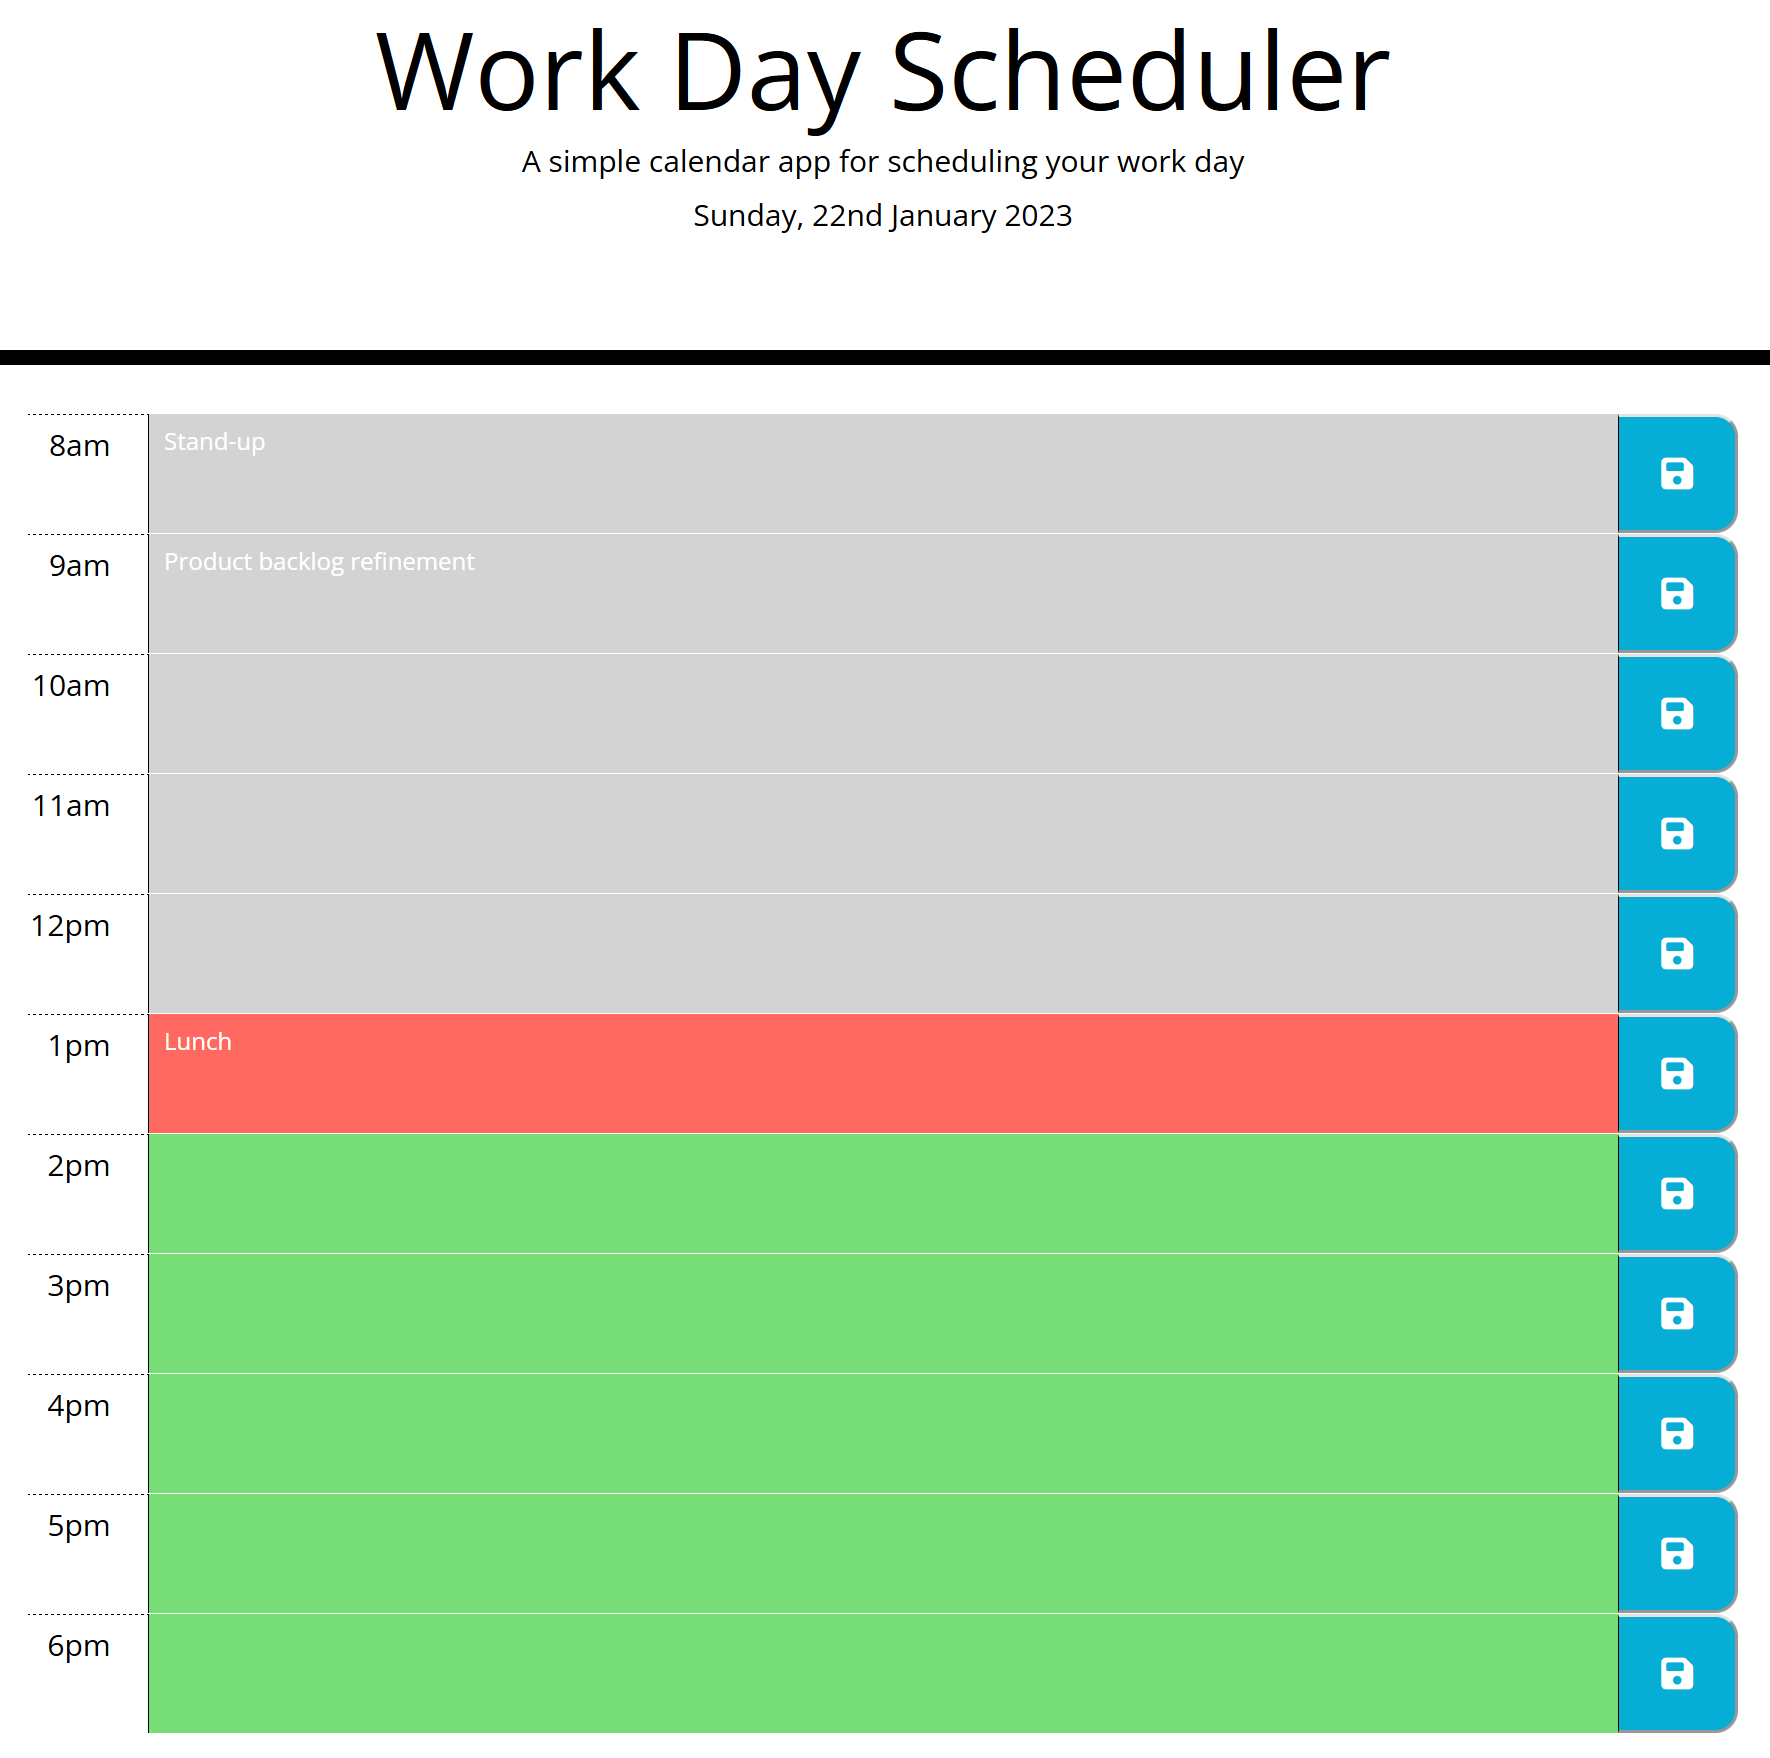 Work Day Scheduler
A simple calendar app for scheduling your work day
Sunday, 22nd January 2023
8am Stand-up
9am Product backlog refinement
10am
11am
12pm
1pm Lunch
2pm
3pm
4pm
5pm
6pm